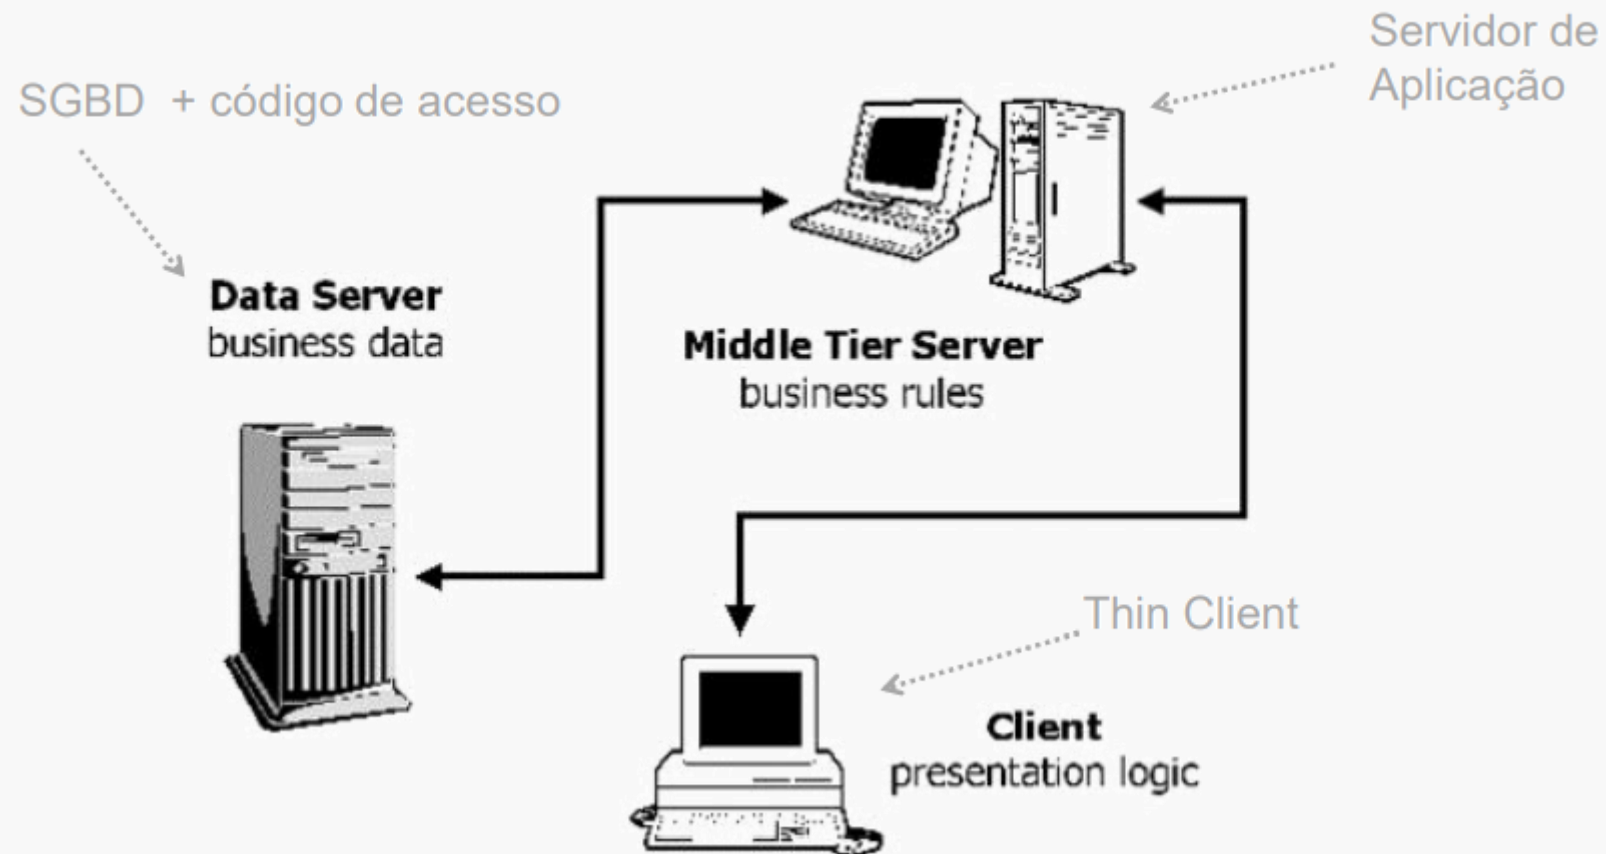 Servidor de
Aplicação
SGBD + código de acesso
Data Server
business data
Middle Tier Server
business rules
Thin Client
Client
presentation logic